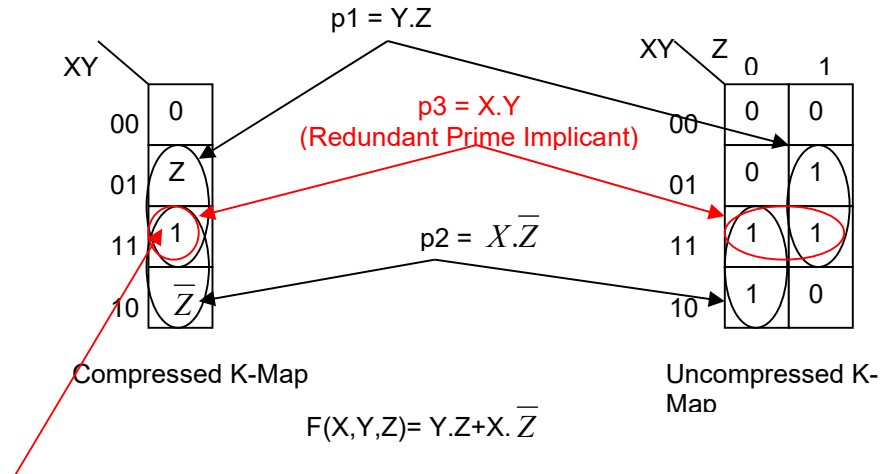 p1 = Y.Z
XY
XY Z 0 1
0
00
p3 = X.Y
(Redundant Prime Implicant)
0 0
00
Z
01
0 1
01
1
11
p2 = X.Z̅
1 1
11
Z̅
10
1 0
10
Compressed K-Map
Uncompressed K-
Map
F(X,Y,Z)= Y.Z+X. Z̅